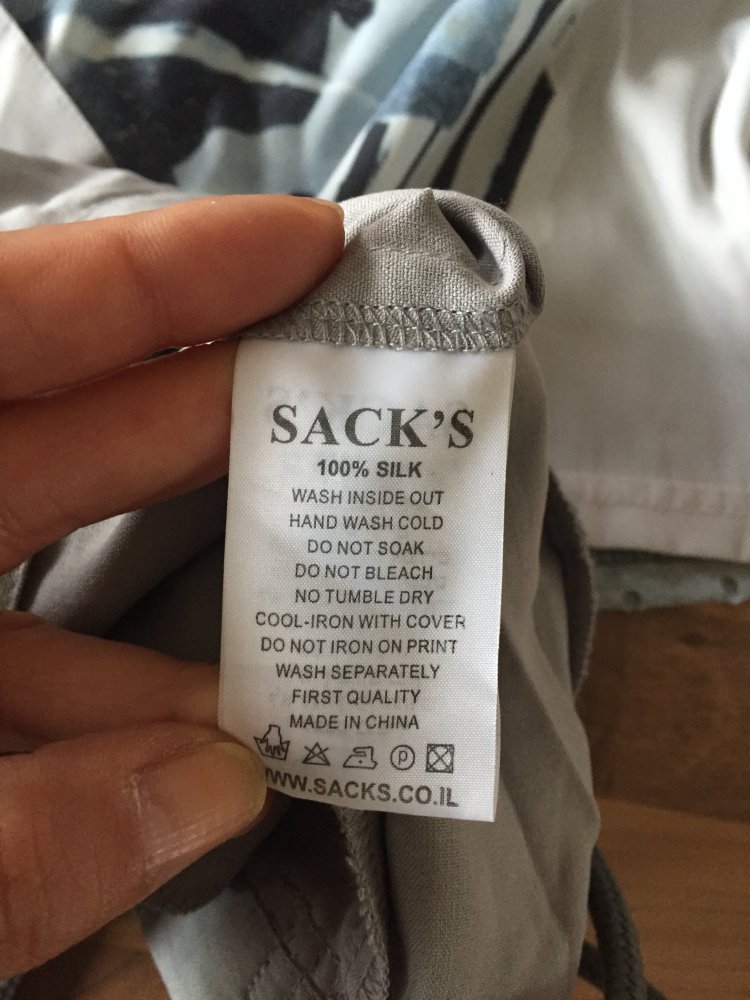 SACK'S
100% SILK
WASH INSIDE OUT
HAND WASH COLD
DO NOT SOAK
DO NOT BLEACH
NO TUMBLE DRY
COOL-IRON WITH COVER
DO NOT IRON ON PRINT
WASH SEPARATELY
FIRST QUALITY
MADE IN CHINA
P
WWW.SACKS.CO.IL